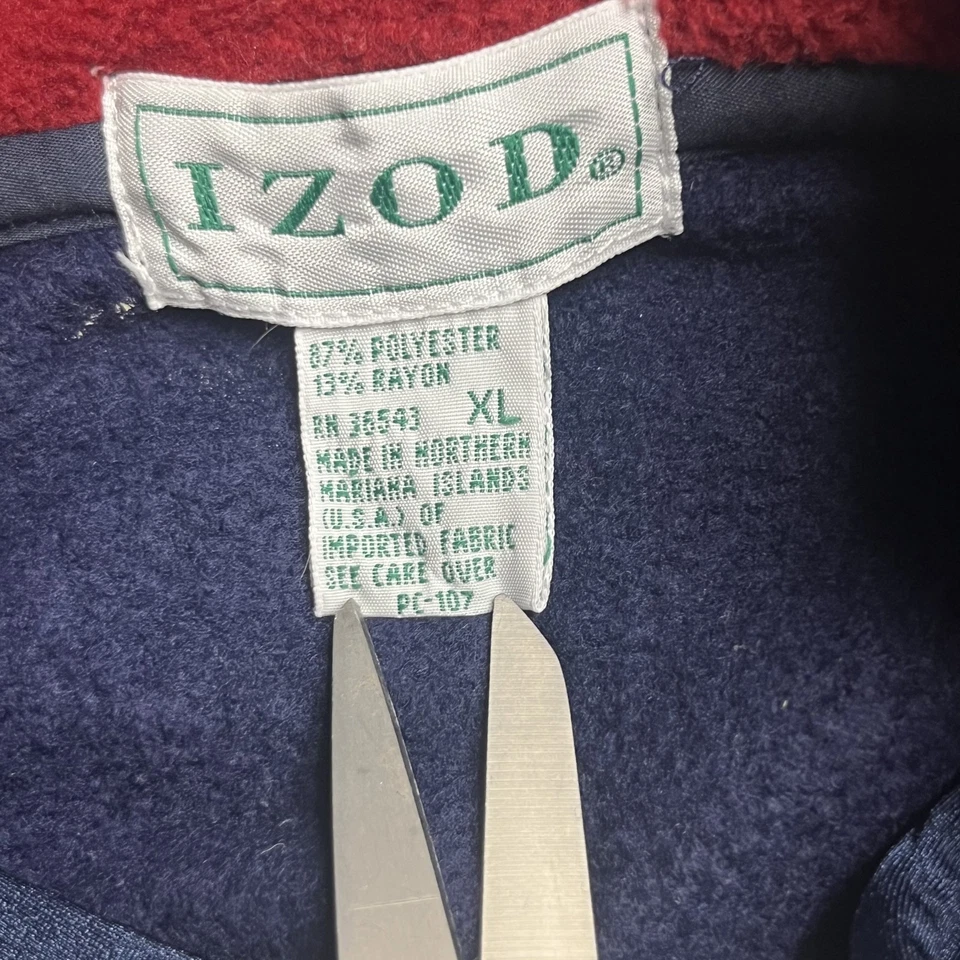 IZOD®
87% POLYESTER
13% RAYON
XL
RN 36543
MADE IN NORTHERN
MARIANA ISLANDS
(U.S.A.) OF
IMPORTED FABRIC
SEE CARE OVER
PC-107